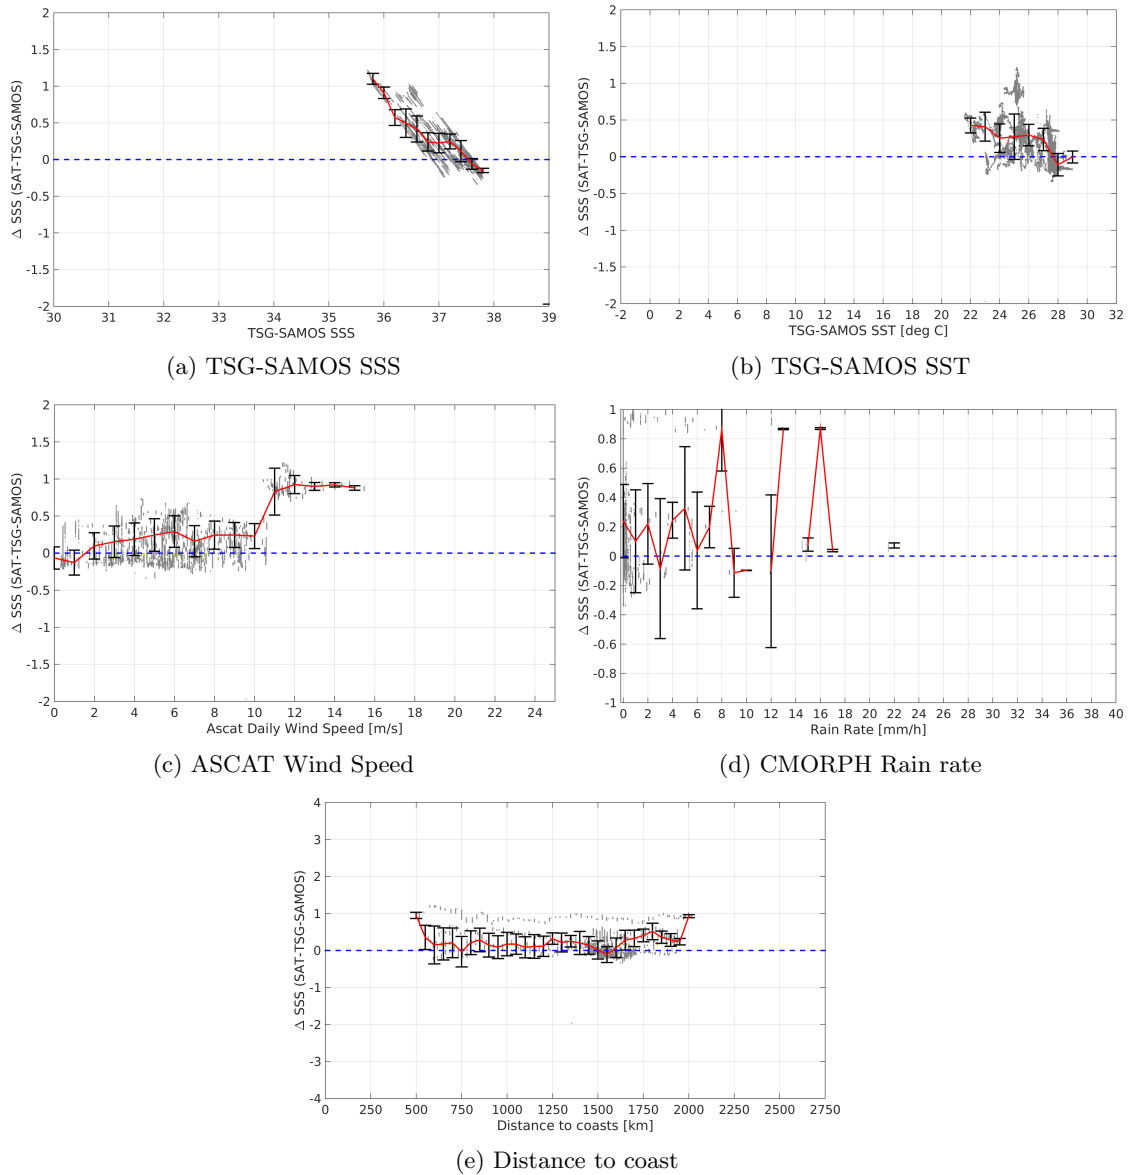 2
1.5
1
0.5
0
-0.5
-1
-1.5
-2
Δ SSS (SAT-TSG-SAMOS)
30 31 32 33 34 35 36 37 38 39
TSG-SAMOS SSS
(a) TSG-SAMOS SSS
2
1.5
1
0.5
0
-0.5
-1
-1.5
-2
Δ SSS (SAT-TSG-SAMOS)
-2 0 2 4 6 8 10 12 14 16 18 20 22 24 26 28 30 32
TSG-SAMOS SST [deg C]
(b) TSG-SAMOS SST
2
1.5
1
0.5
0
-0.5
-1
-1.5
-2
Δ SSS (SAT-TSG-SAMOS)
0 2 4 6 8 10 12 14 16 18 20 22 24
Ascat Daily Wind Speed [m/s]
(c) ASCAT Wind Speed
1
0.8
0.6
0.4
0.2
0
-0.2
-0.4
-0.6
-0.8
-1
Δ SSS (SAT-TSG-SAMOS)
0 2 4 6 8 10 12 14 16 18 20 22 24 26 28 30 32 34 36 38 40
Rain Rate [mm/h]
(d) CMORPH Rain rate
4
3
2
1
0
-1
-2
-3
-4
Δ SSS (SAT-TSG-SAMOS)
0 250 500 750 1000 1250 1500 1750 2000 2250 2500 2750
Distance to coasts [km]
(e) Distance to coast